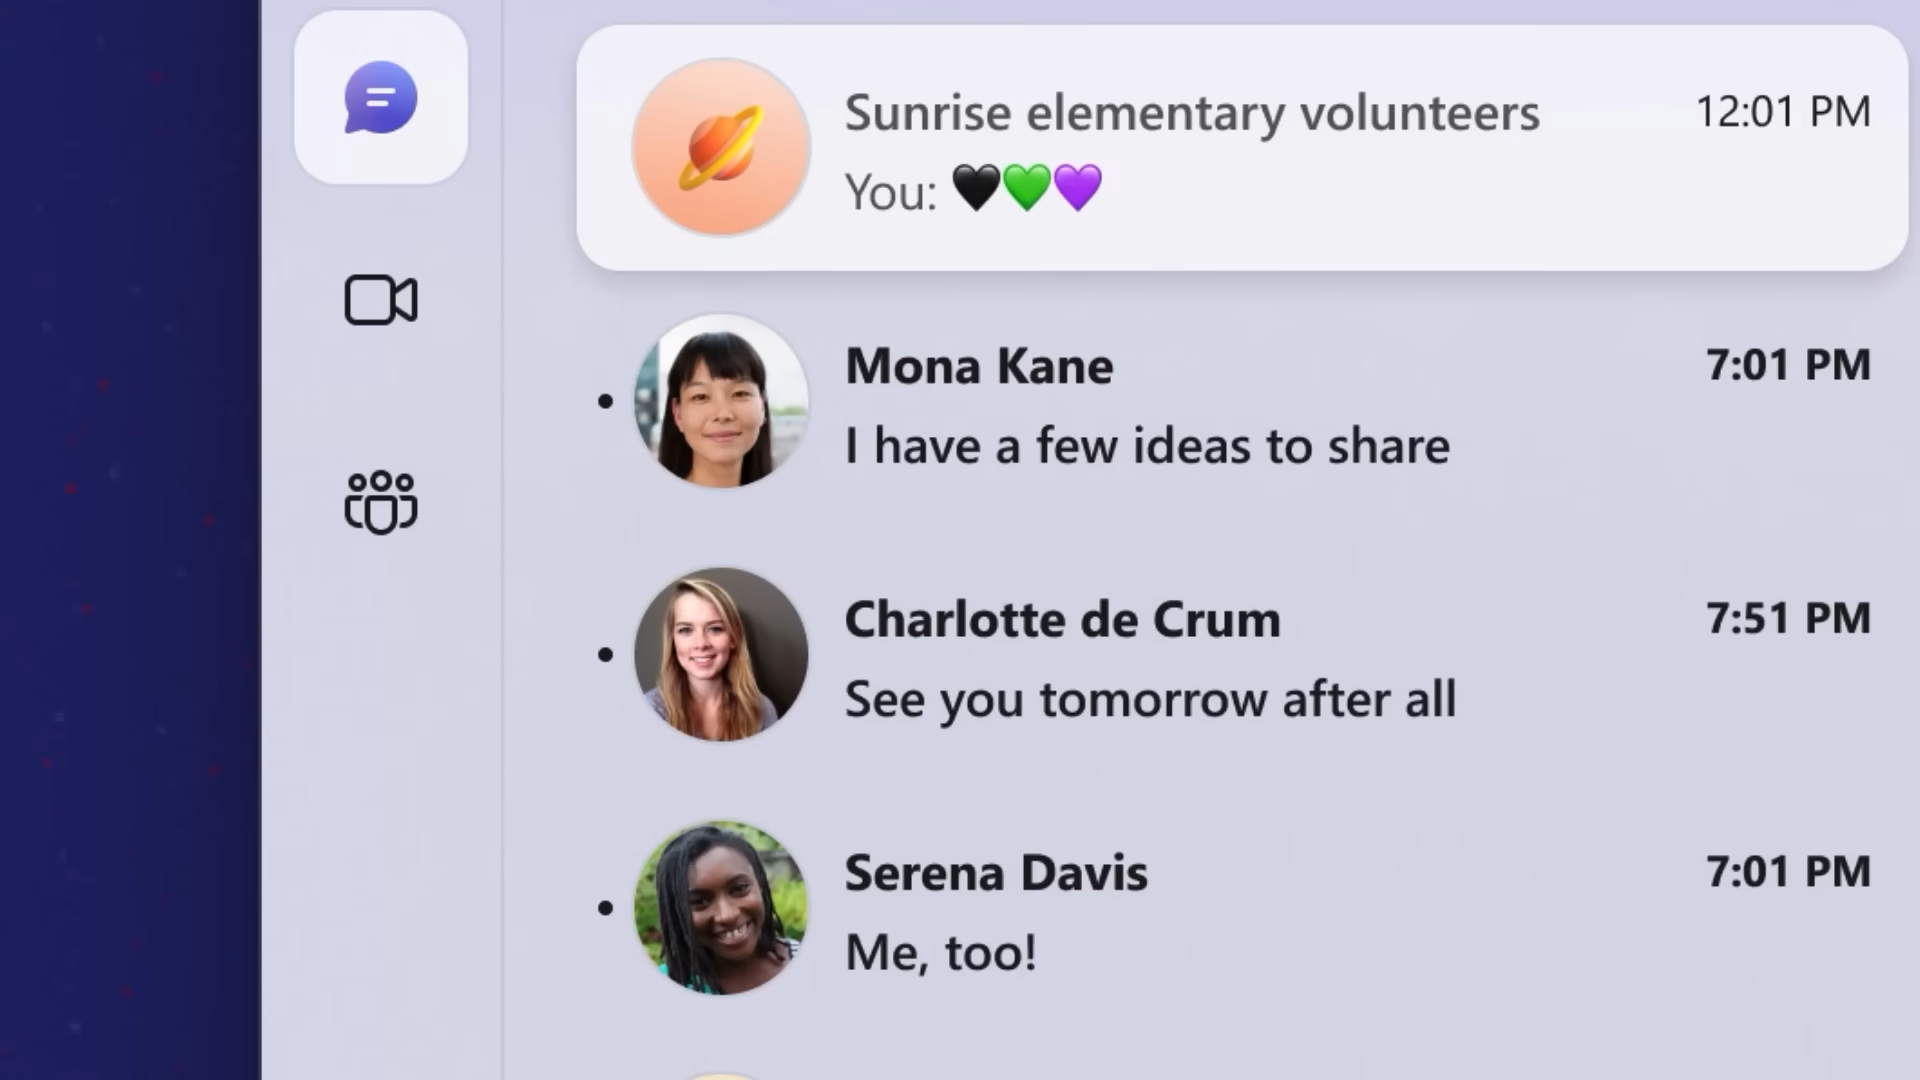 Sunrise elementary volunteers 12:01 PM
You: 🖤💚💜
Mona Kane 7:01 PM
I have a few ideas to share
Charlotte de Crum 7:51 PM
See you tomorrow after all
Serena Davis 7:01 PM
Me, too!